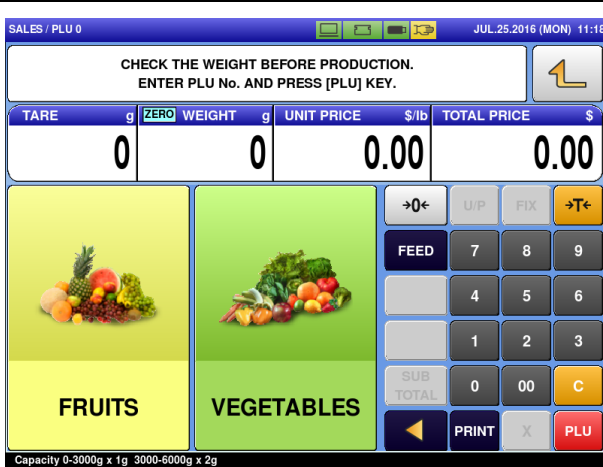 SALES / PLU 0 JUL.25.2016 (MON) 11:18
CHECK THE WEIGHT BEFORE PRODUCTION.
ENTER PLU No. AND PRESS [PLU] KEY.
TARE g ZERO WEIGHT g UNIT PRICE $/lb TOTAL PRICE $
0 0 0.00 0.00
→0← U/P FIX →T←
FEED 7 8 9
4 5 6
1 2 3
SUB TOTAL 0 00 C
FRUITS VEGETABLES
PRINT X PLU
Capacity 0-3000g x 1g 3000-6000g x 2g